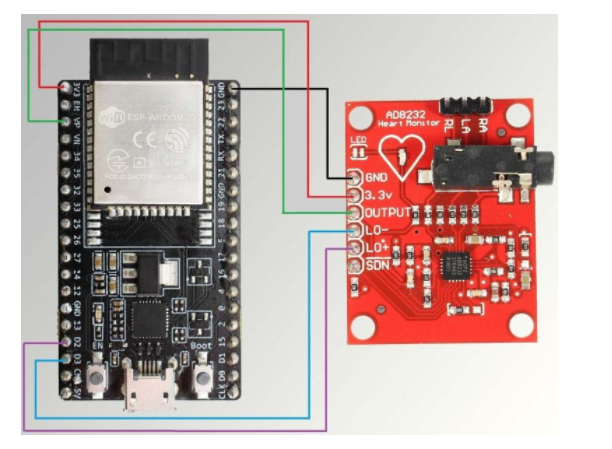 3V3
EN
VP
VN
34
35
32
33
25
26
27
14
12
GND
13
D2
D3
CMD
5V
WiFi
ESP-WROOM-32
CE
FC
EN
Boot
GND
23
22
TX
RX
21
GND
19
18
5
17
16
4
0
2
15
D1
D0
CLK
AD8232
Heart Monitor
RL
LA
RA
LED
GND
3.3v
OUTPUT
LO-
LO+
SDN